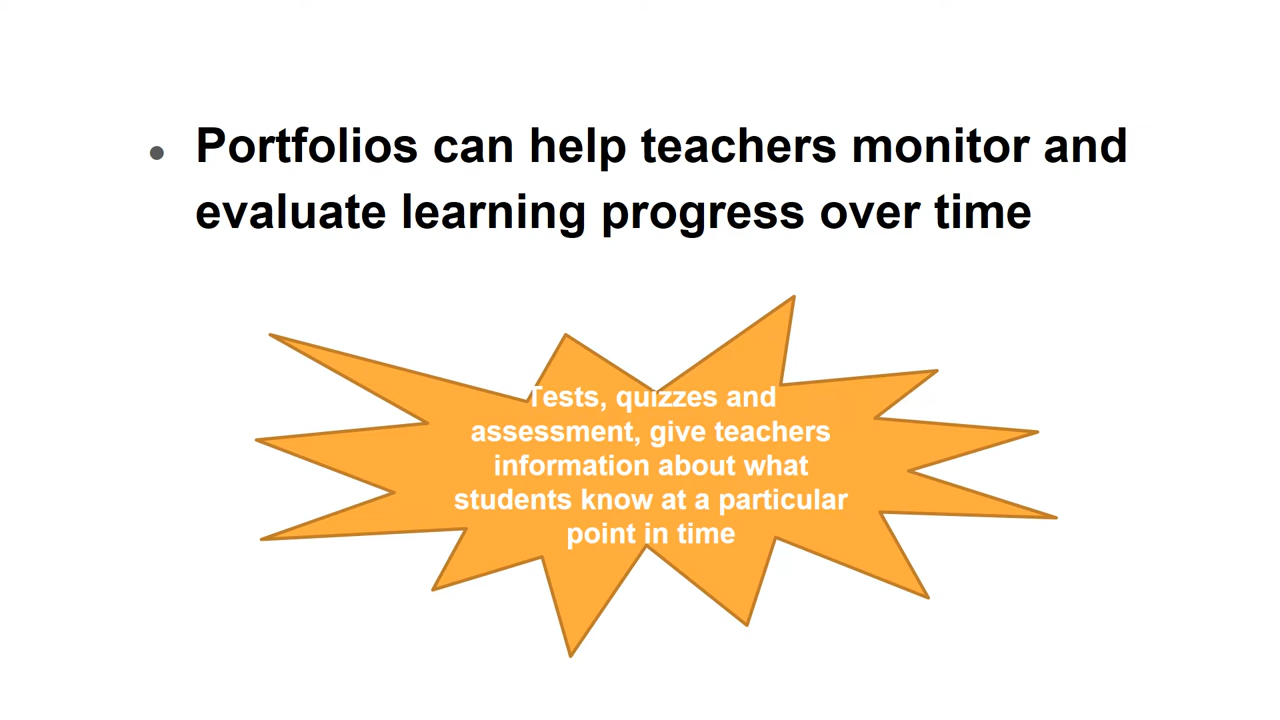 • Portfolios can help teachers monitor and
evaluate learning progress over time
Tests, quizzes and
assessment, give teachers
information about what
students know at a particular
point in time